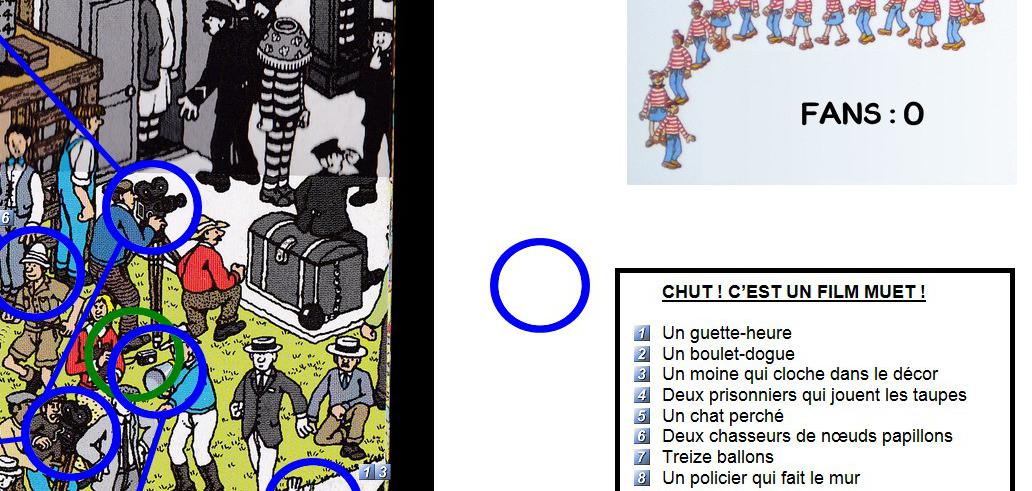 FANS : 0
6
CHUT ! C'EST UN FILM MUET !
1 Un guette-heure
2 Un boulet-dogue
3 Un moine qui cloche dans le décor
4 Deux prisonniers qui jouent les taupes
5 Un chat perché
6 Deux chasseurs de nœuds papillons
7 Treize ballons
8 Un policier qui fait le mur
1 3